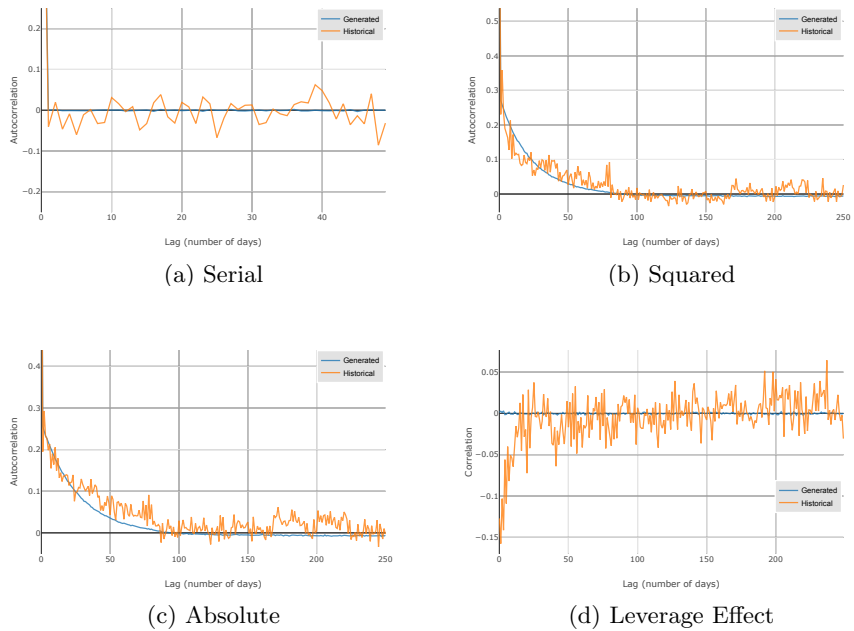 Generated
Historical
0.2
0.1
0
−0.1
−0.2
Autocorrelation
0
10
20
30
30
40
Lag (number of days)
(a) Serial
Generated
Historical
0.5
0.4
0.3
0.2
0.1
0
Autocorrelation
0
50
100
150
200
250
Lag (number of days)
(b) Squared
Generated
Historical
0.4
0.3
0.2
0.1
0
Autocorrelation
0
50
100
150
200
250
Lag (number of days)
(c) Absolute
Generated
Historical
0.05
0
−0.05
−0.1
−0.15
Correlation
0
50
100
150
200
250
Lag (number of days)
(d) Leverage Effect